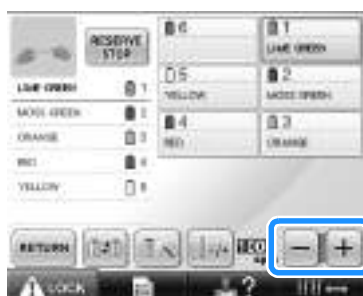 RESERVE
STOP
LIME GREEN 1
MOSS GREEN 2
ORANGE 3
RED 4
YELLOW 5
6
1
LIME GREEN
5
YELLOW
2
MOSS GREEN
4
RED
3
ORANGE
RETURN
- +
LOCK
?